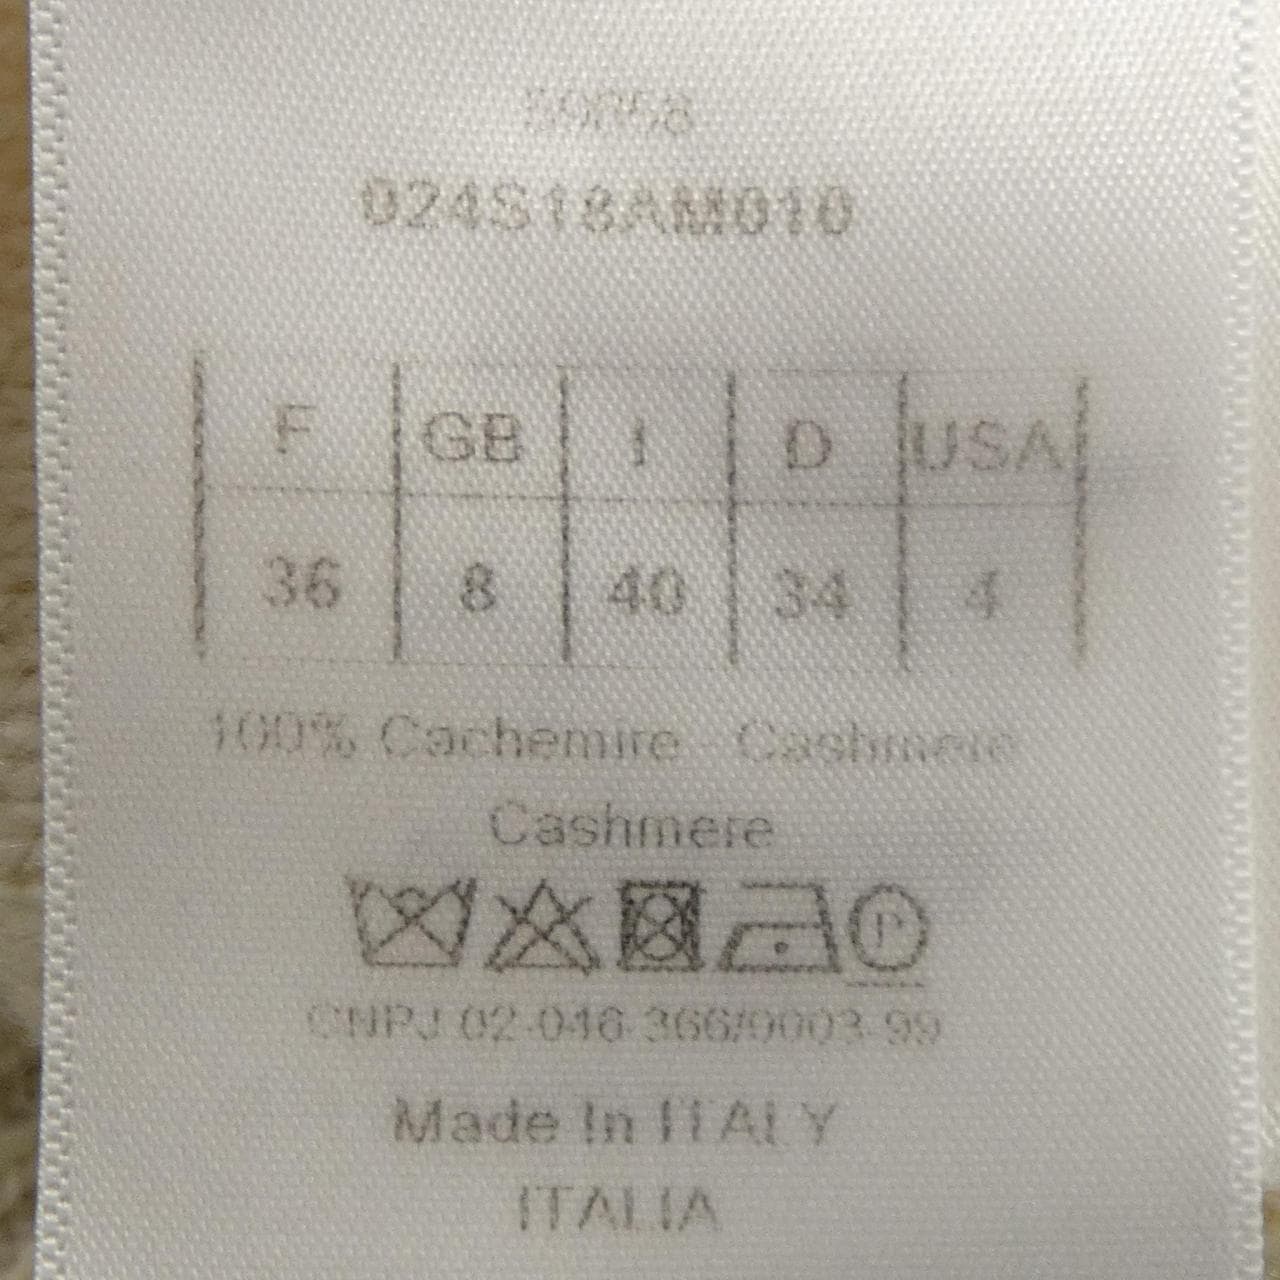 024S18AM010
F GB I D USA
36 8 40 34 4
100% Cachemire - Cashmere
Cashmere
P
CNPJ 02.046.366/0003-99
Made In ITALY
ITALIA